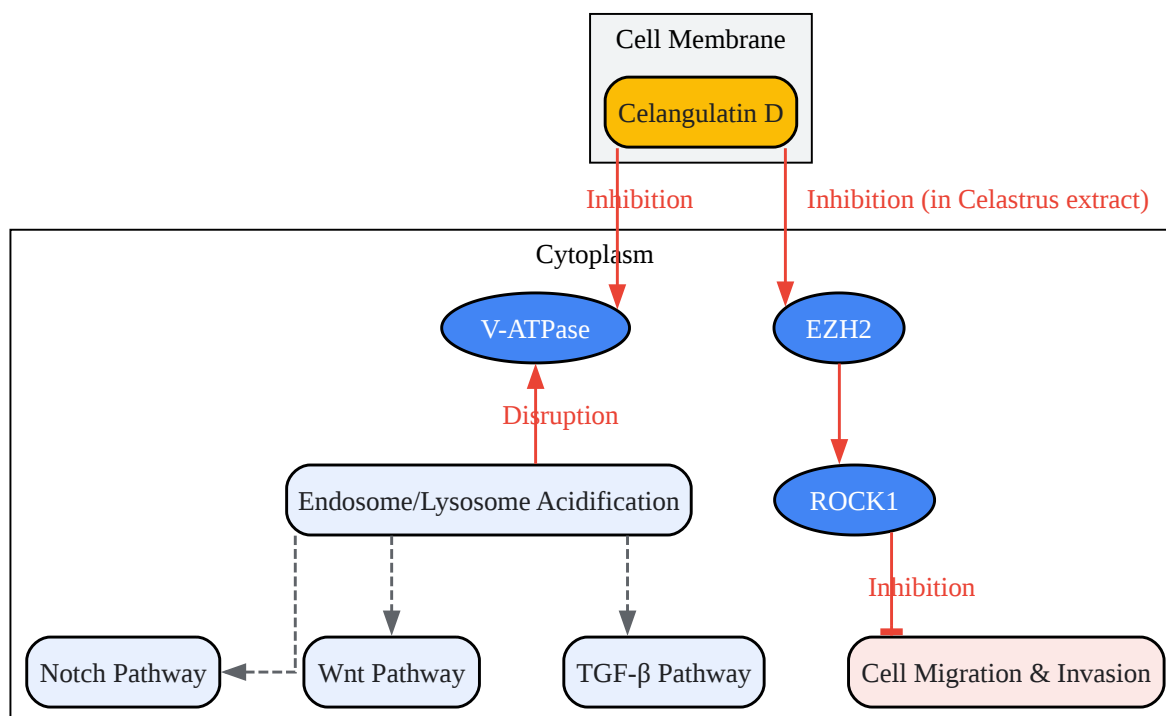 Cell Membrane
Celangulatin D
Inhibition
Inhibition (in Celastrus extract)
Cytoplasm
V-ATPase
EZH2
Disruption
Endosome/Lysosome Acidification
ROCK1
Inhibition
Notch Pathway
Wnt Pathway
TGF-β Pathway
Cell Migration & Invasion